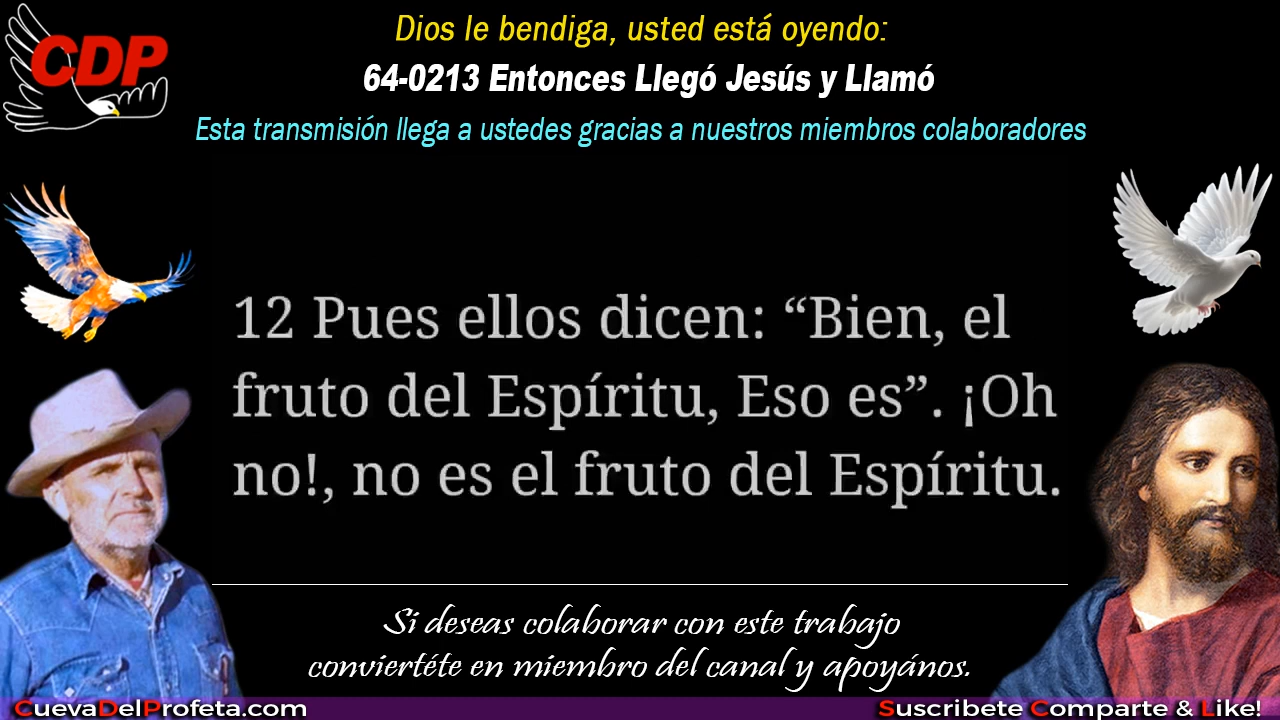 CDP
Dios le bendiga, usted está oyendo:
64-0213 Entonces Llegó Jesús y Llamó
Esta transmisión llega a ustedes gracias a nuestros miembros colaboradores
12 Pues ellos dicen: “Bien, el
fruto del Espíritu, Eso es”. ¡Oh
no!, no es el fruto del Espíritu.
Si deseas colaborar con este trabajo
conviertéte en miembro del canal y apoyános.
CuevaDelProfeta.com
Suscribete Comparte & Like!